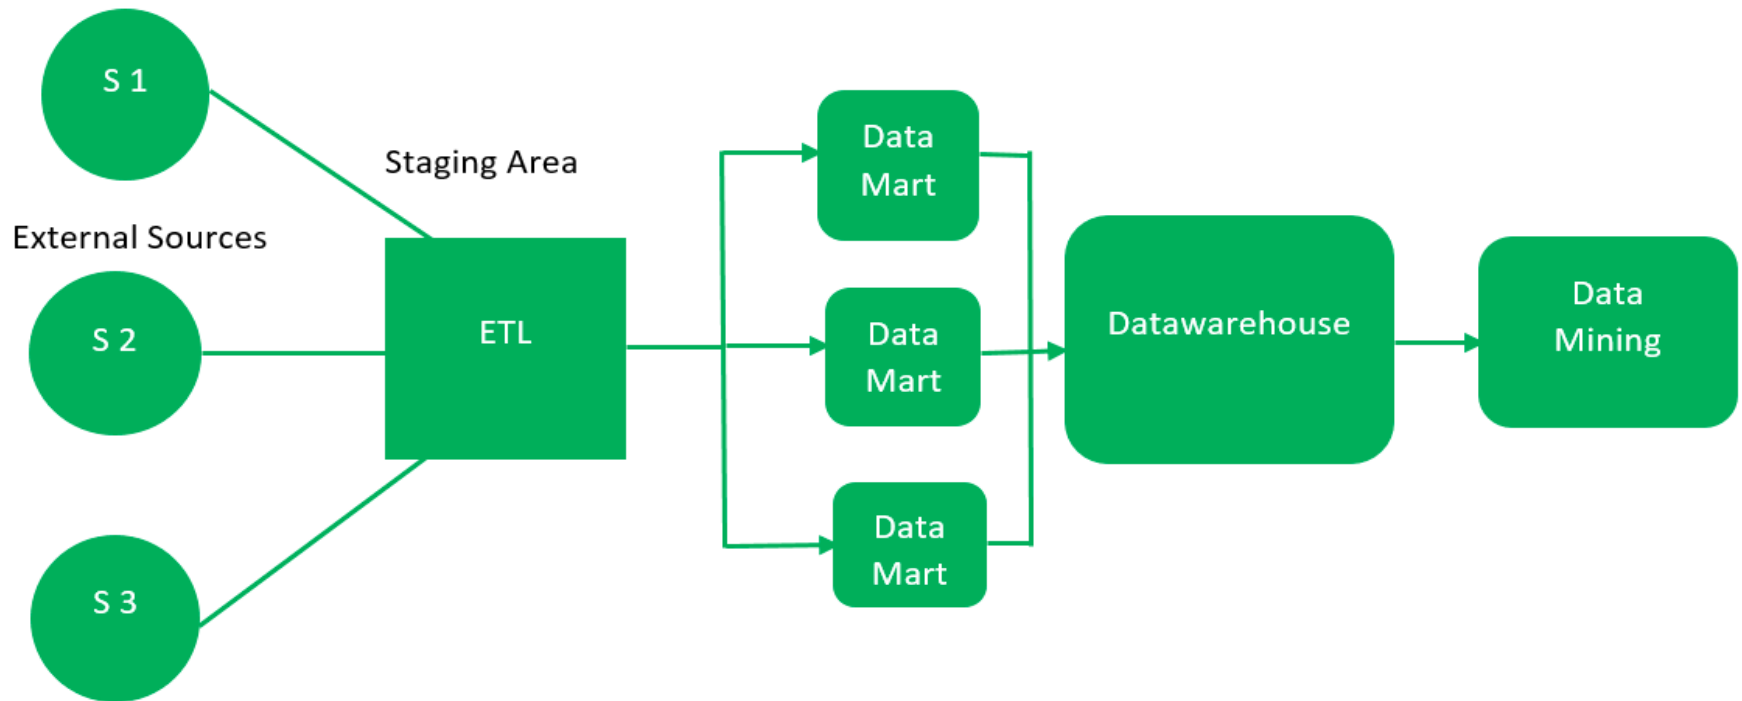 S 1
Staging Area
External Sources
S 2
S 3
ETL
Data
Mart
Data
Mart
Data
Mart
Datawarehouse
Data
Mining